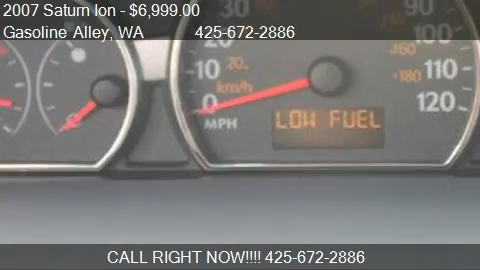 2007 Saturn Ion - $6,999.00
Gasoline Alley, WA 425-672-2886
30
100
20
20
160
10
km/h
180
110
0
120
MPH
LOW FUEL
CALL RIGHT NOW!!!! 425-672-2886